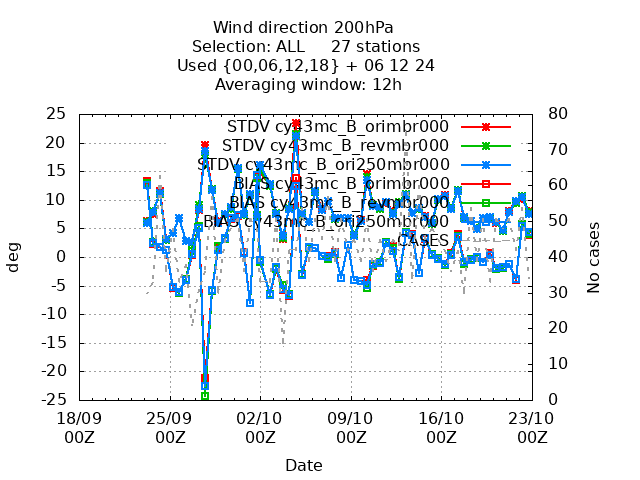 Wind direction 200hPa
Selection: ALL 27 stations
Used {00,06,12,18} + 06 12 24
Averaging window: 12h
STDV cy43mc_B_orimbr000
STDV cy43mc_B_revmbr000
STDV cy43mc_B_ori250mbr000
BIAS cy43mc_B_orimbr000
BIAS cy43mc_B_revmbr000
BIAS cy43mc_B_ori250mbr000
CASES
25
20
15
10
5
0
-5
-10
-15
-20
-25
deg
80
70
60
50
40
30
20
10
0
No cases
18/09 23/09 02/10 09/10 16/10 23/10
00Z 00Z 00Z 00Z 00Z 00Z
Date